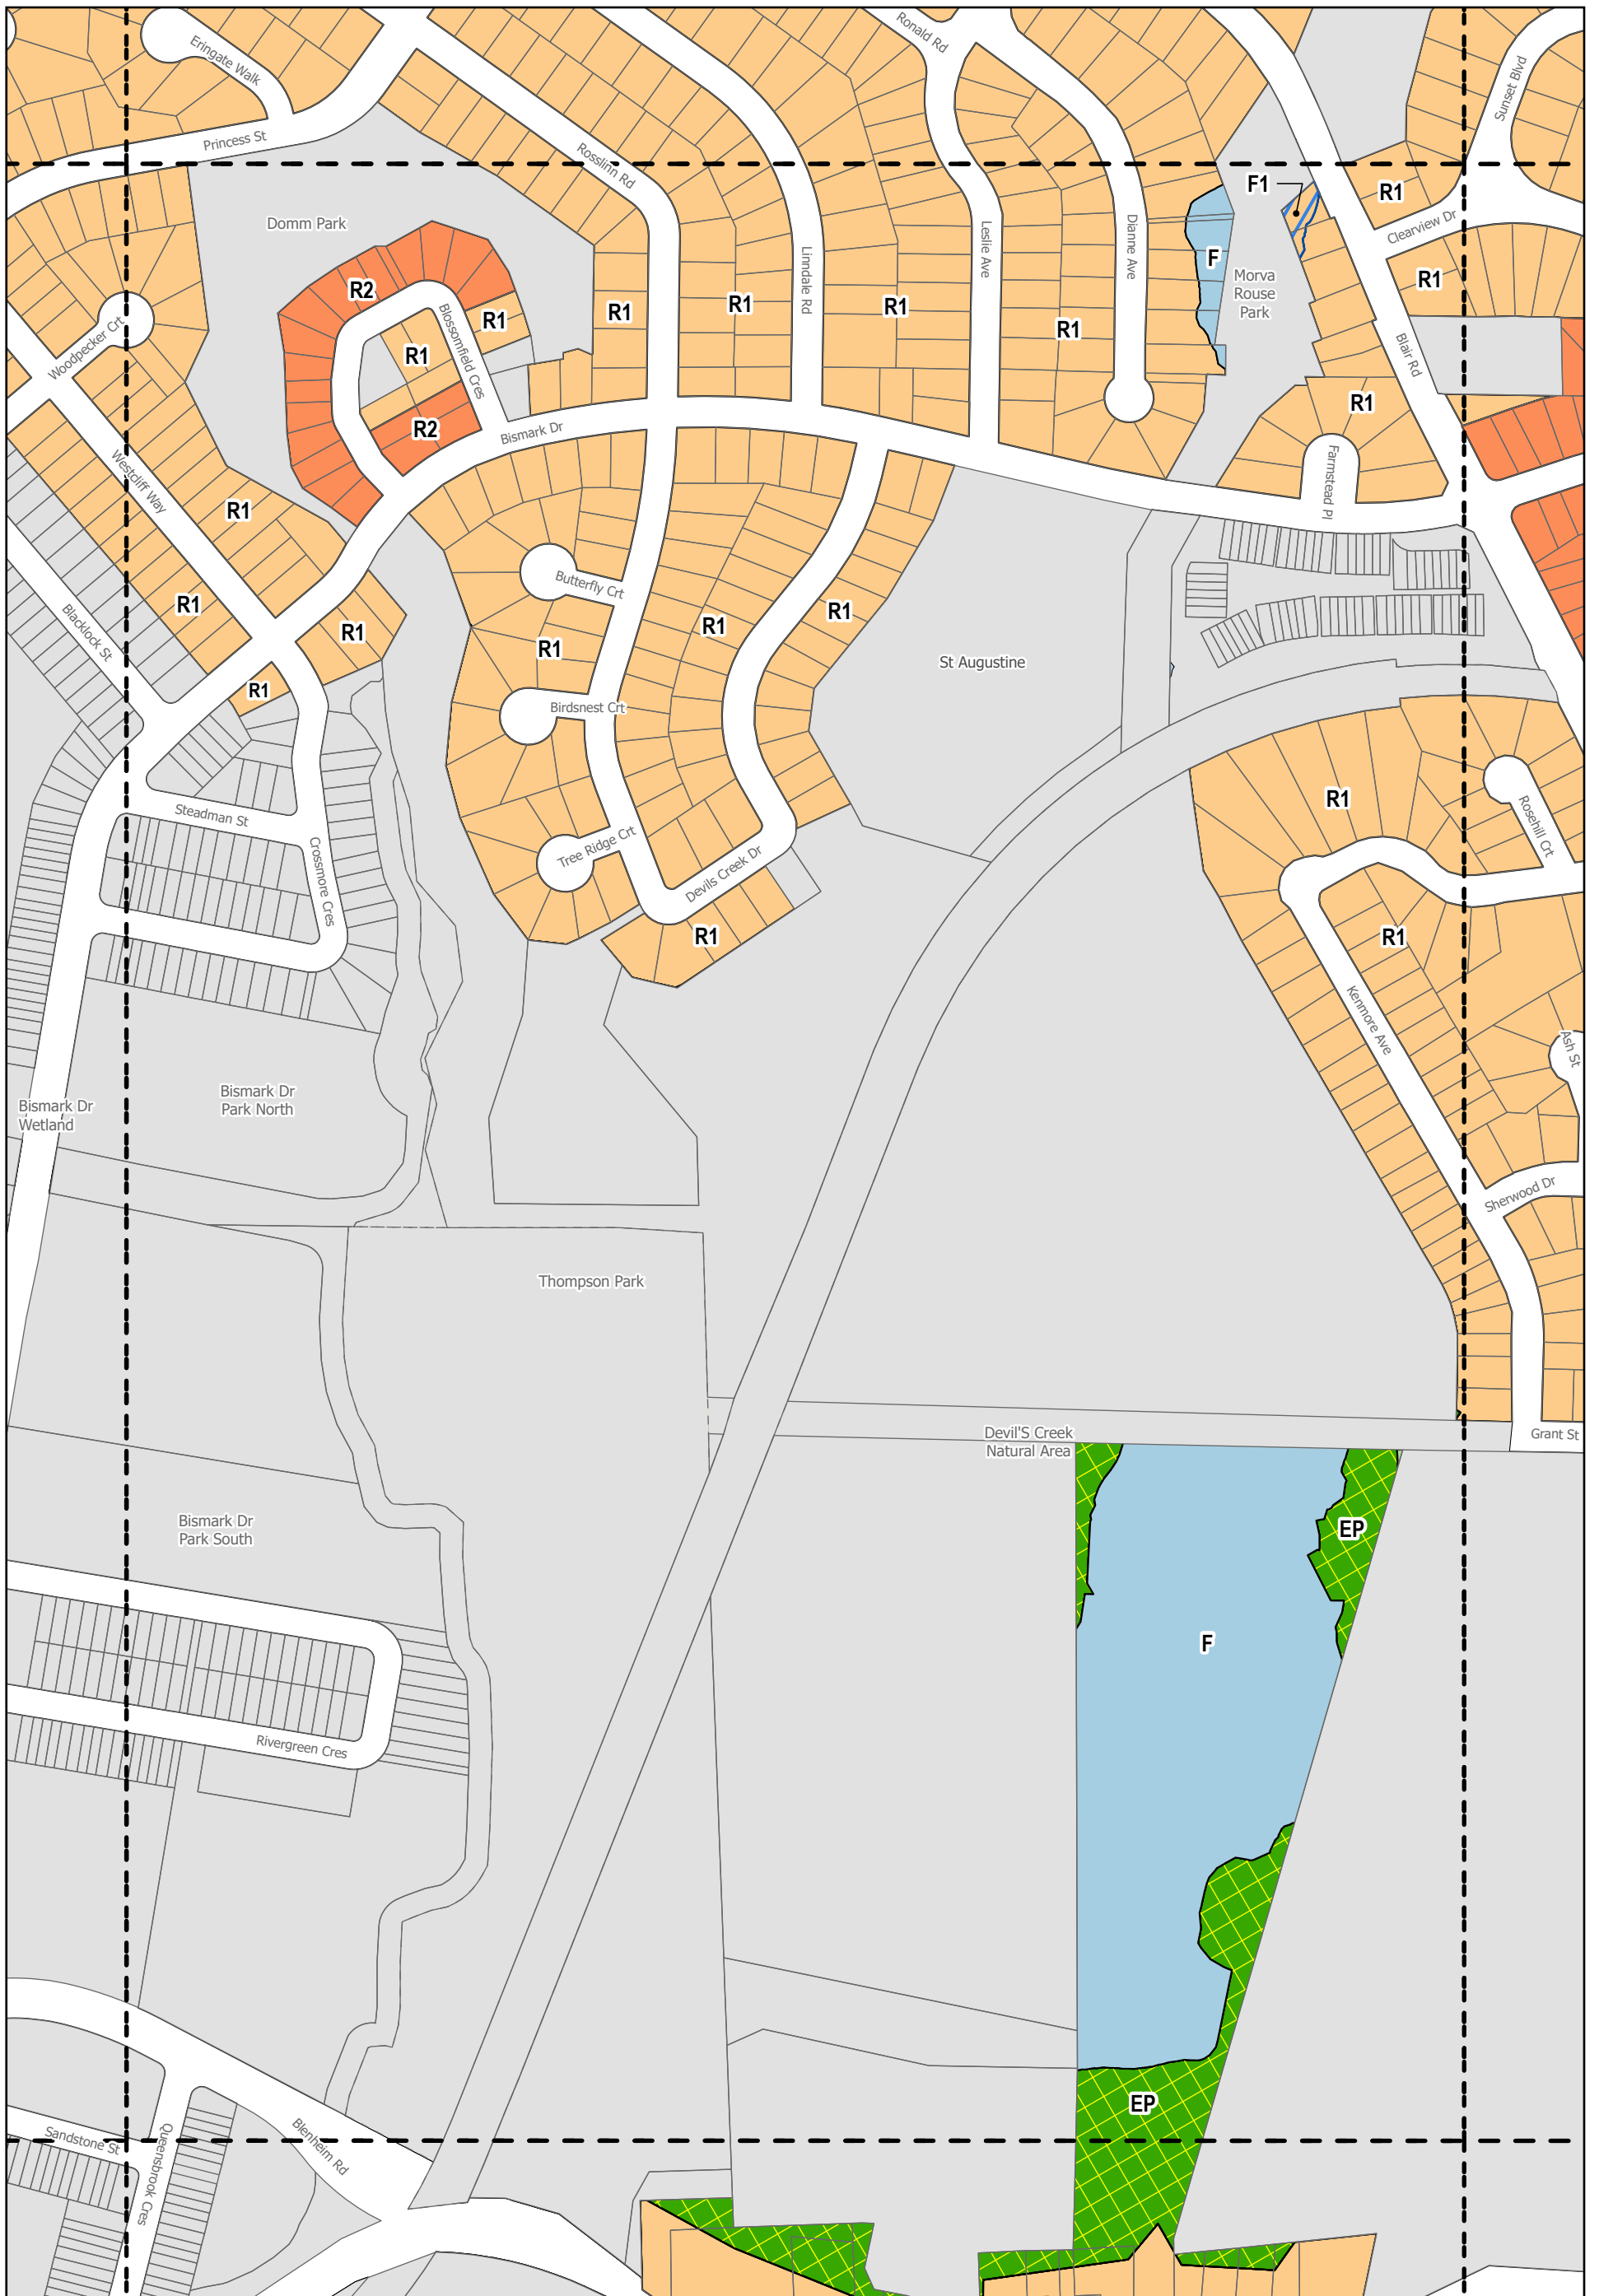 Ronald Rd
Eringate Walk
Sunset Blvd
Princess St
Rosslinn Rd
F1
R1
Domm Park
Clearview Dr
Leslie Ave
Dianne Ave
F
Linndale Rd
Morva
Rouse
Park
R1
R2
R1
R1
R1
R1
R1
Blossomfield Cres
Woodpecker Crt
R1
Blair Rd
R1
R2
Bismark Dr
Westcliff Way
Farmstead Pl
R1
Butterfly Crt
R1
R1
Blacklock St
R1
R1
R1
St Augustine
R1
Birdsnest Crt
R1
Steadman St
Rosehill Crt
Tree Ridge Crt
Crossmore Cres
Devils Creek Dr
R1
R1
Kenmore Ave
Ash St
Bismark Dr
Park North
Bismark Dr
Wetland
Sherwood Dr
Thompson Park
Devil'S Creek
Natural Area
Grant St
Bismark Dr
Park South
EP
F
Rivergreen Cres
EP
Sandstone St
Queensbrook Cres
Blenheim Rd